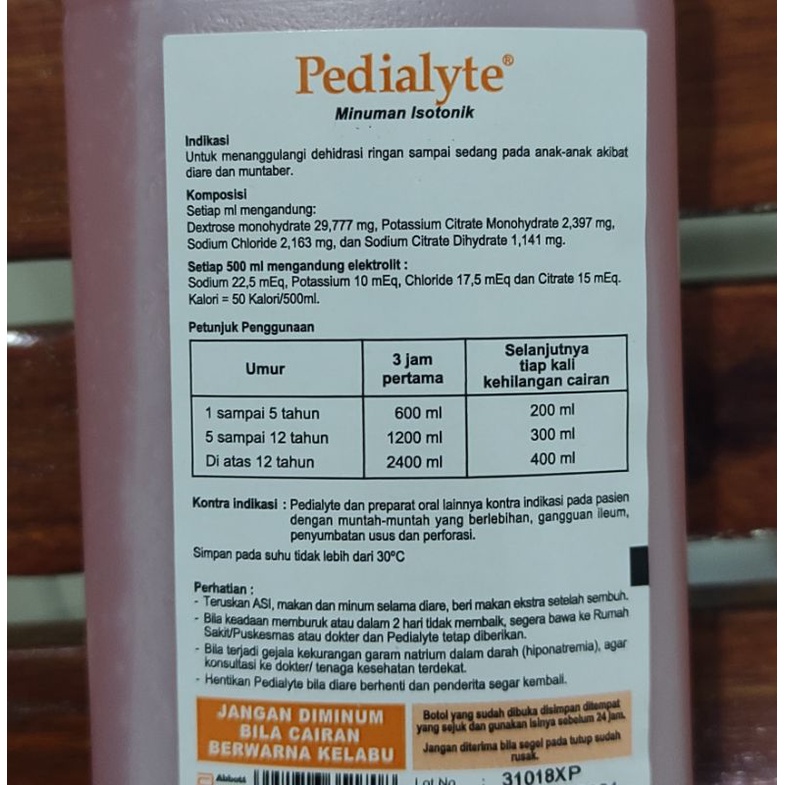 Pedialyte®
Minuman Isotonik
Indikasi
Untuk menanggulangi dehidrasi ringan sampai sedang pada anak-anak akibat
diare dan muntaber.
Komposisi
Setiap ml mengandung:
Dextrose monohydrate 29,777 mg, Potassium Citrate Monohydrate 2,397 mg,
Sodium Chloride 2,163 mg, dan Sodium Citrate Dihydrate 1,141 mg.
Setiap 500 ml mengandung elektrolit :
Sodium 22,5 mEq, Potassium 10 mEq, Chloride 17,5 mEq dan Citrate 15 mEq.
Kalori = 50 Kalori/500ml.
Petunjuk Penggunaan
Umur 3 jam pertama Selanjutnya tiap kali kehilangan cairan
1 sampai 5 tahun 600 ml 200 ml
5 sampai 12 tahun 1200 ml 300 ml
Di atas 12 tahun 2400 ml 400 ml
Kontra indikasi : Pedialyte dan preparat oral lainnya kontra indikasi pada pasien
dengan muntah-muntah yang berlebihan, gangguan ileum,
penyumbatan usus dan perforasi.
Simpan pada suhu tidak lebih dari 30°C
Perhatian :
- Teruskan ASI, makan dan minum selama diare, beri makan ekstra setelah sembuh.
- Bila keadaan memburuk atau dalam 2 hari tidak membaik, segera bawa ke Rumah
Sakit/Puskesmas atau dokter dan Pedialyte tetap diberikan.
- Bila terjadi gejala kekurangan garam natrium dalam darah (hiponatremia), agar
konsultasi ke dokter/ tenaga kesehatan terdekat.
- Hentikan Pedialyte bila diare berhenti dan penderita segar kembali.
JANGAN DIMINUM
BILA CAIRAN
BERWARNA KELABU
Botol yang sudah dibuka disimpan ditempat
yang sejuk dan gunakan isinya sebelum 24 jam.
Jangan diterima bila segel pada tutup sudah
rusak.
Abbott
Lot No. : 31018XP